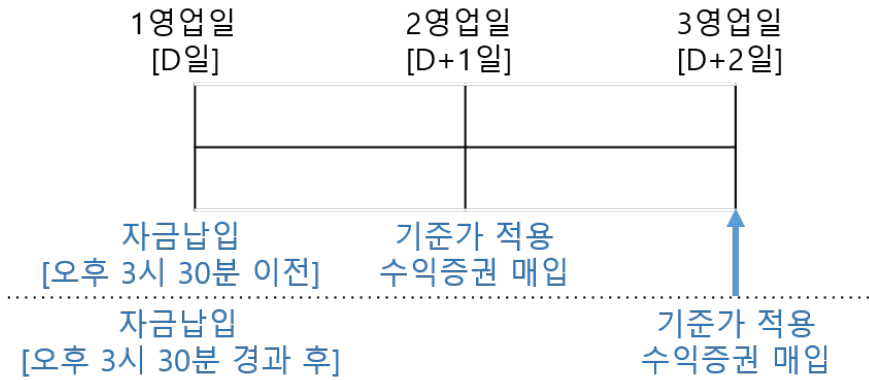 1영업일 2영업일 3영업일
[D일] [D+1일] [D+2일]
자금납입 기준가 적용
[오후 3시 30분 이전] 수익증권 매입
자금납입 기준가 적용
[오후 3시 30분 경과 후] 수익증권 매입